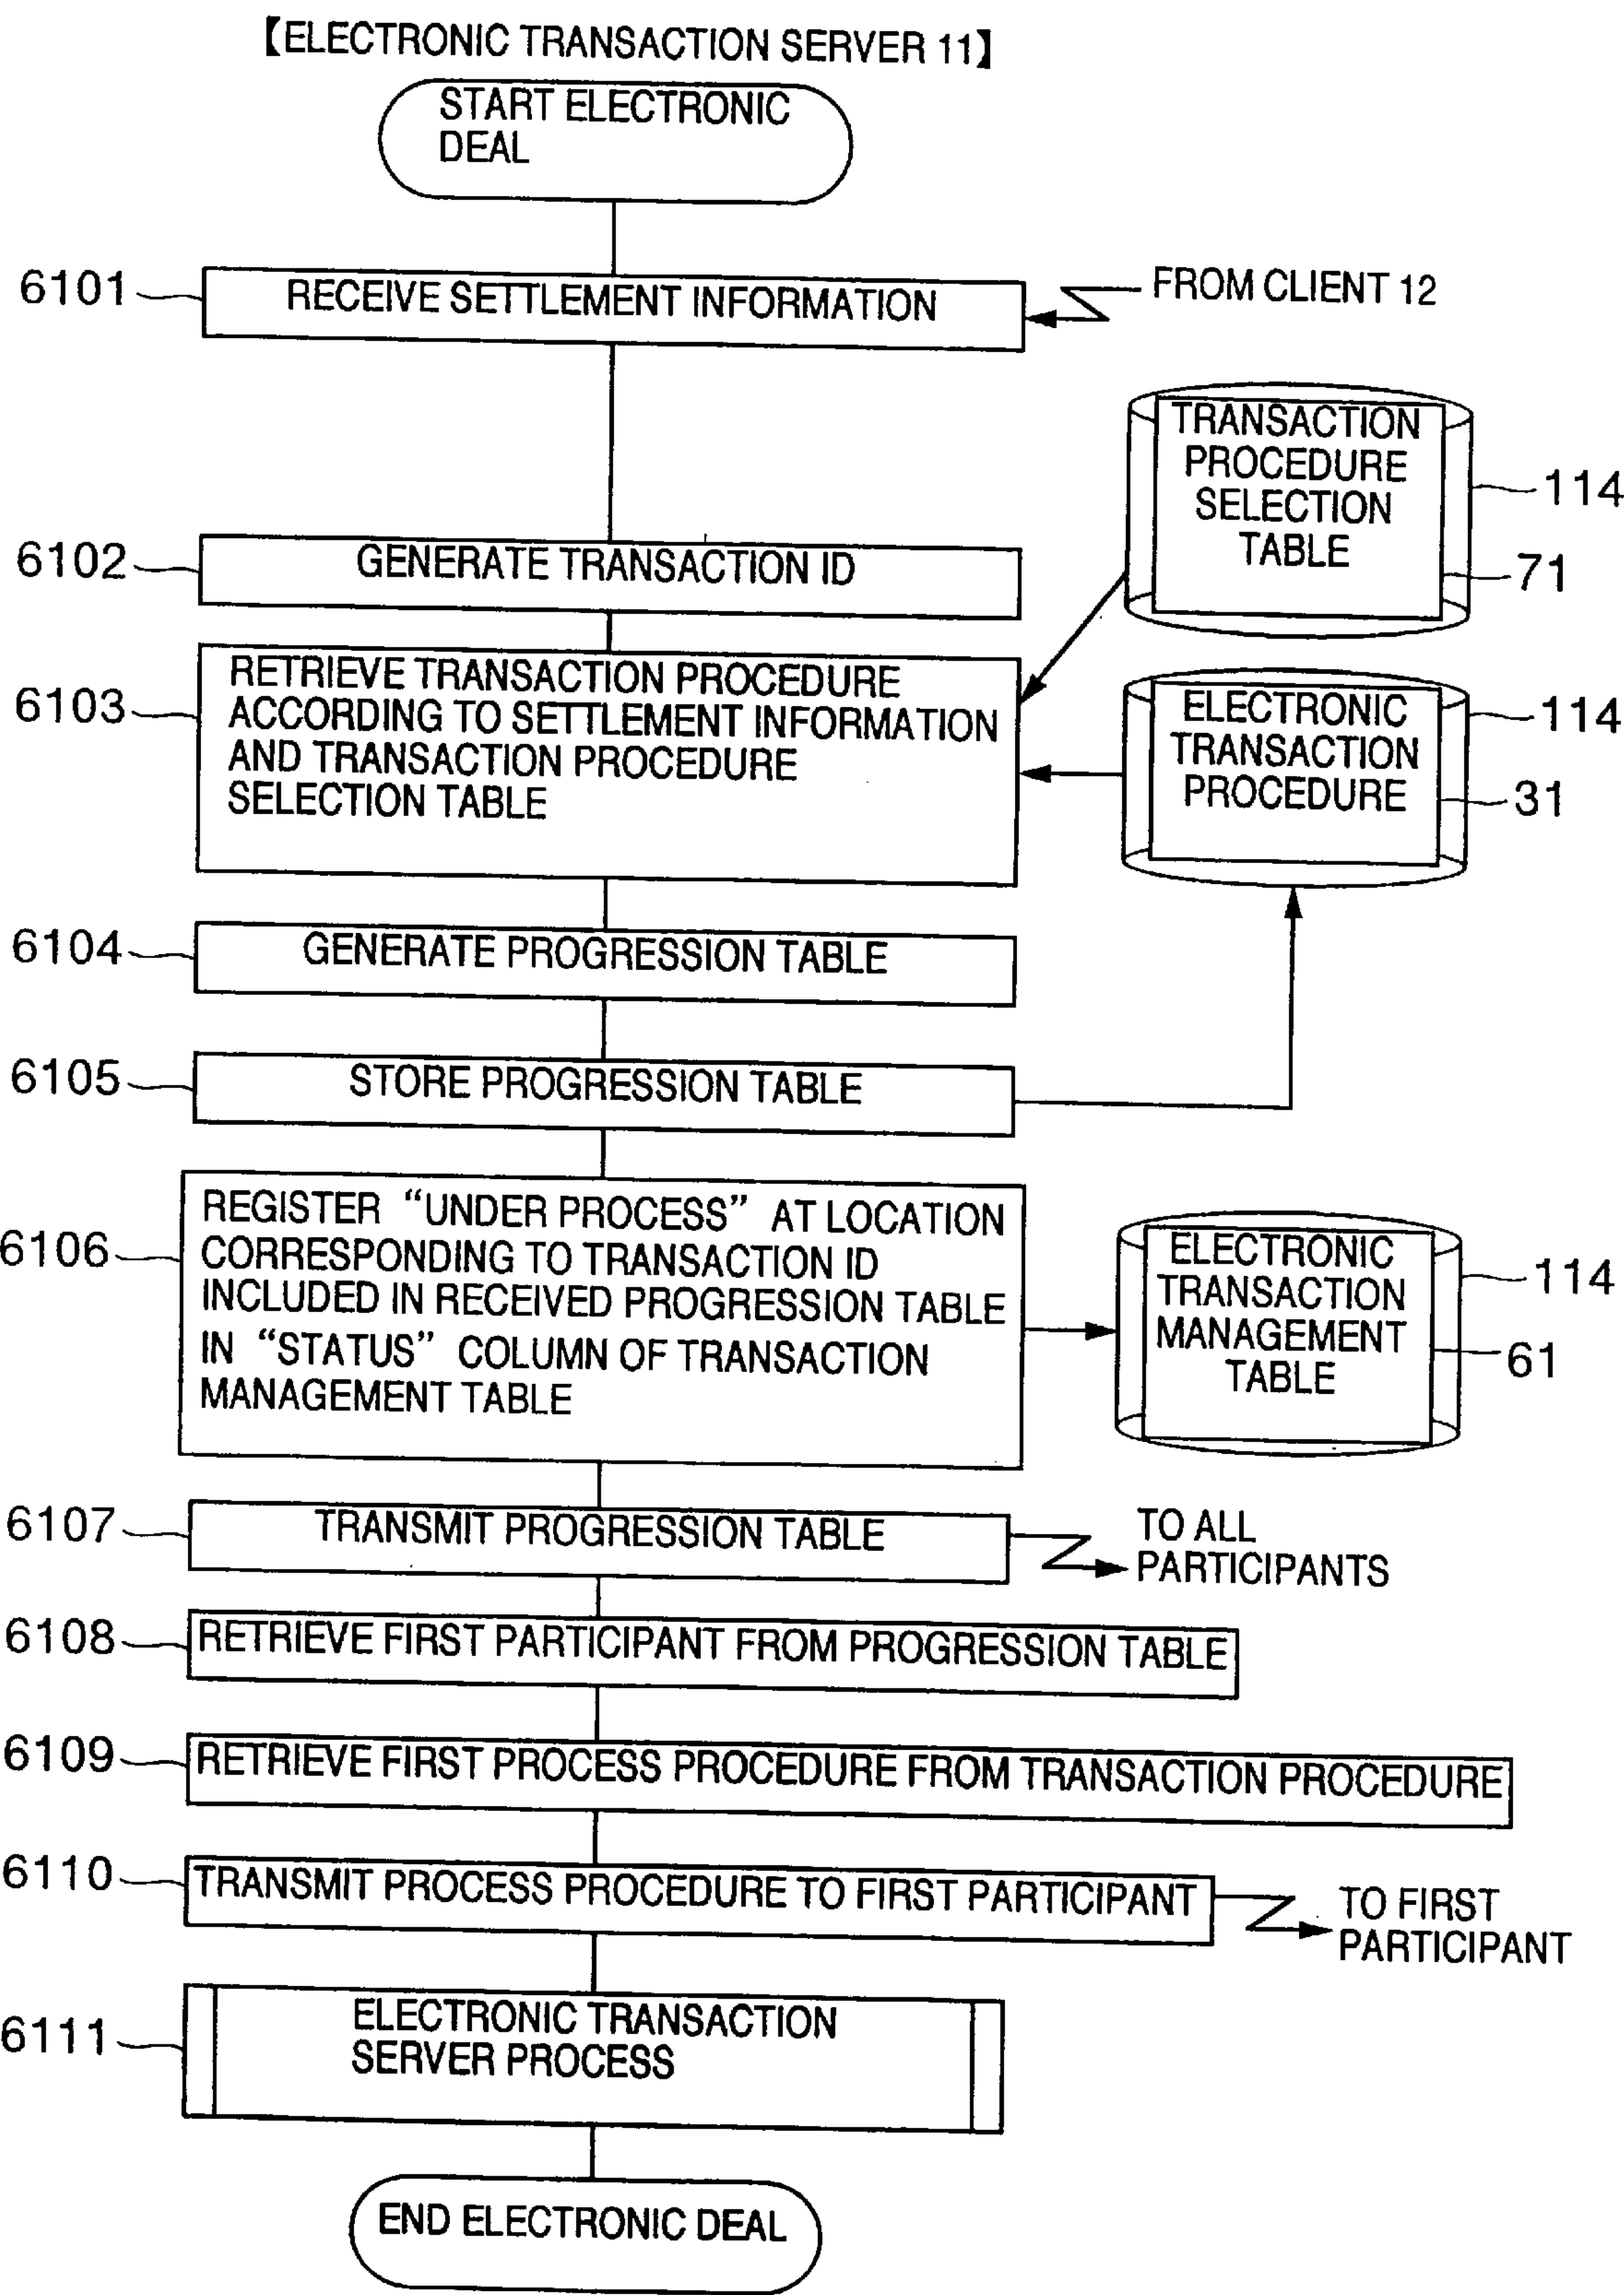 【ELECTRONIC TRANSACTION SERVER 11】
START ELECTRONIC
DEAL
6101
RECEIVE SETTLEMENT INFORMATION
FROM CLIENT 12
TRANSACTION
PROCEDURE
SELECTION
TABLE
114
71
6102
GENERATE TRANSACTION ID
6103
RETRIEVE TRANSACTION PROCEDURE
ACCORDING TO SETTLEMENT INFORMATION
AND TRANSACTION PROCEDURE
SELECTION TABLE
ELECTRONIC
TRANSACTION
PROCEDURE
114
31
6104
GENERATE PROGRESSION TABLE
6105
STORE PROGRESSION TABLE
6106
REGISTER “UNDER PROCESS” AT LOCATION
CORRESPONDING TO TRANSACTION ID
INCLUDED IN RECEIVED PROGRESSION TABLE
IN “STATUS” COLUMN OF TRANSACTION
MANAGEMENT TABLE
ELECTRONIC
TRANSACTION
MANAGEMENT
TABLE
114
61
6107
TRANSMIT PROGRESSION TABLE
TO ALL
PARTICIPANTS
6108
RETRIEVE FIRST PARTICIPANT FROM PROGRESSION TABLE
6109
RETRIEVE FIRST PROCESS PROCEDURE FROM TRANSACTION PROCEDURE
6110
TRANSMIT PROCESS PROCEDURE TO FIRST PARTICIPANT
TO FIRST
PARTICIPANT
6111
ELECTRONIC TRANSACTION
SERVER PROCESS
END ELECTRONIC DEAL